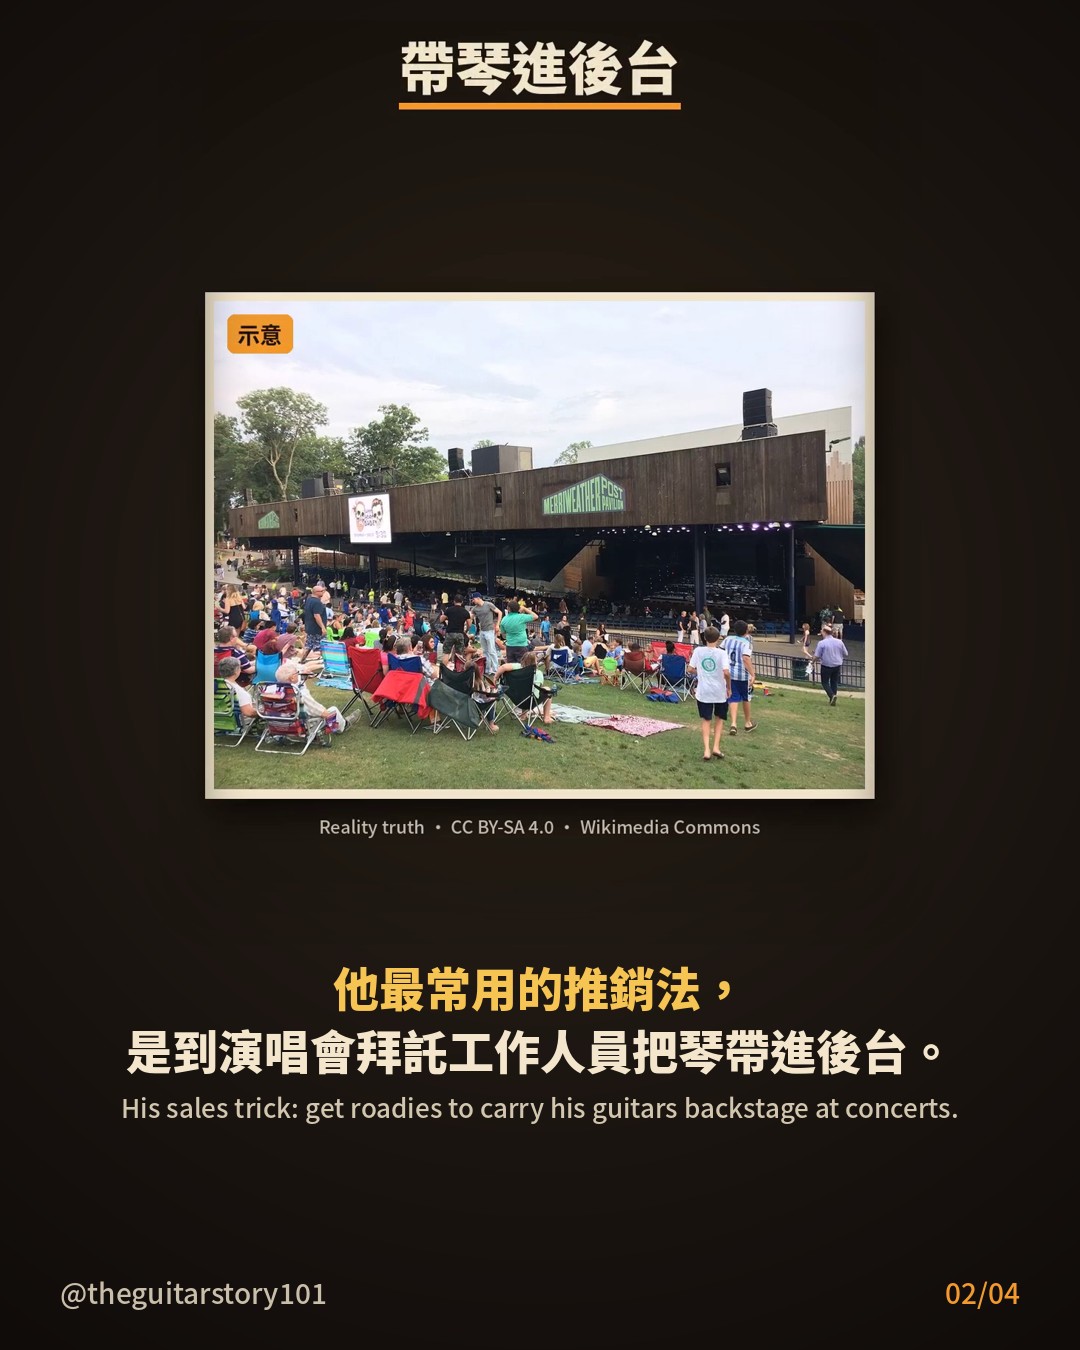 帶琴進後台
示意
MERRIWEATHER POST PAVILION
Reality truth • CC BY-SA 4.0 • Wikimedia Commons
他最常用的推銷法，
是到演唱會拜託工作人員把琴帶進後台。
His sales trick: get roadies to carry his guitars backstage at concerts.
@theguitarstory101
02/04